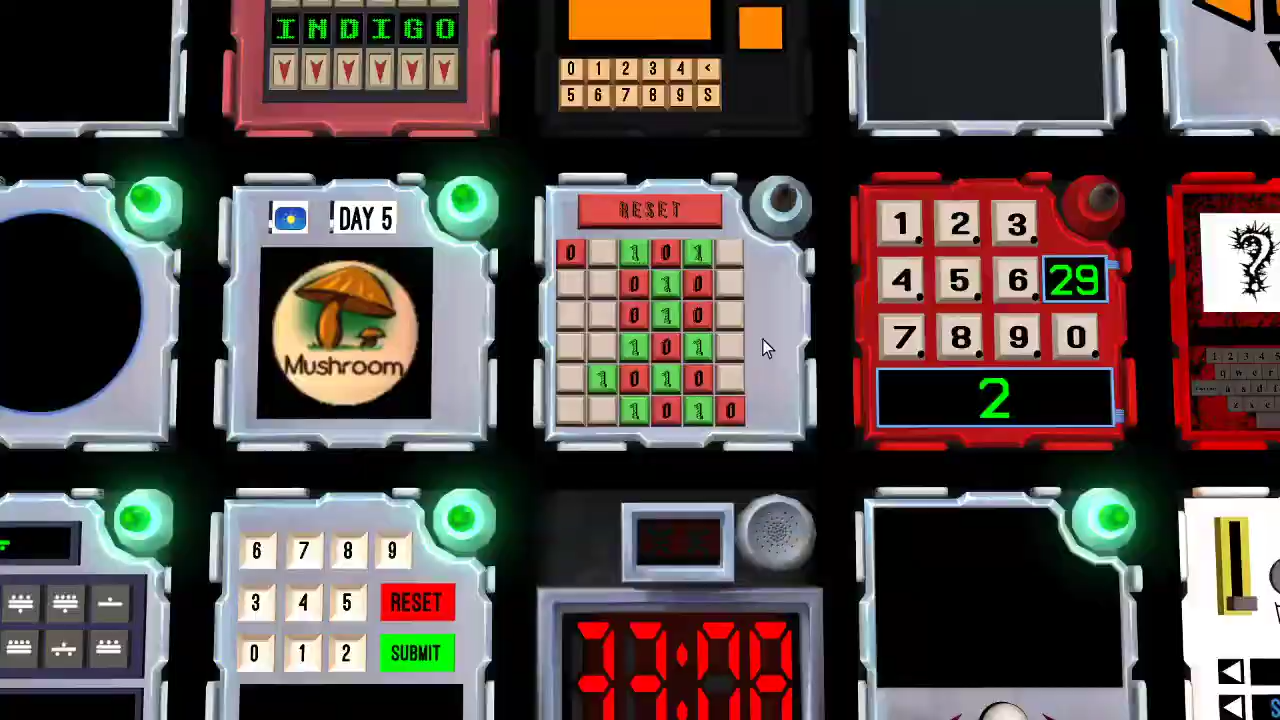 INDIGO
0 1 2 3 4 <
5 6 7 8 9 S
DAY 5
Mushroom
RESET
0 1 0 1
0 1 0
0 1 0
1 0 1
1 0 1 0
1 0 1 0
1 2 3
4 5 6 29
7 8 9 0
2
?
6 7 8 9
3 4 5 RESET
0 1 2 SUBMIT